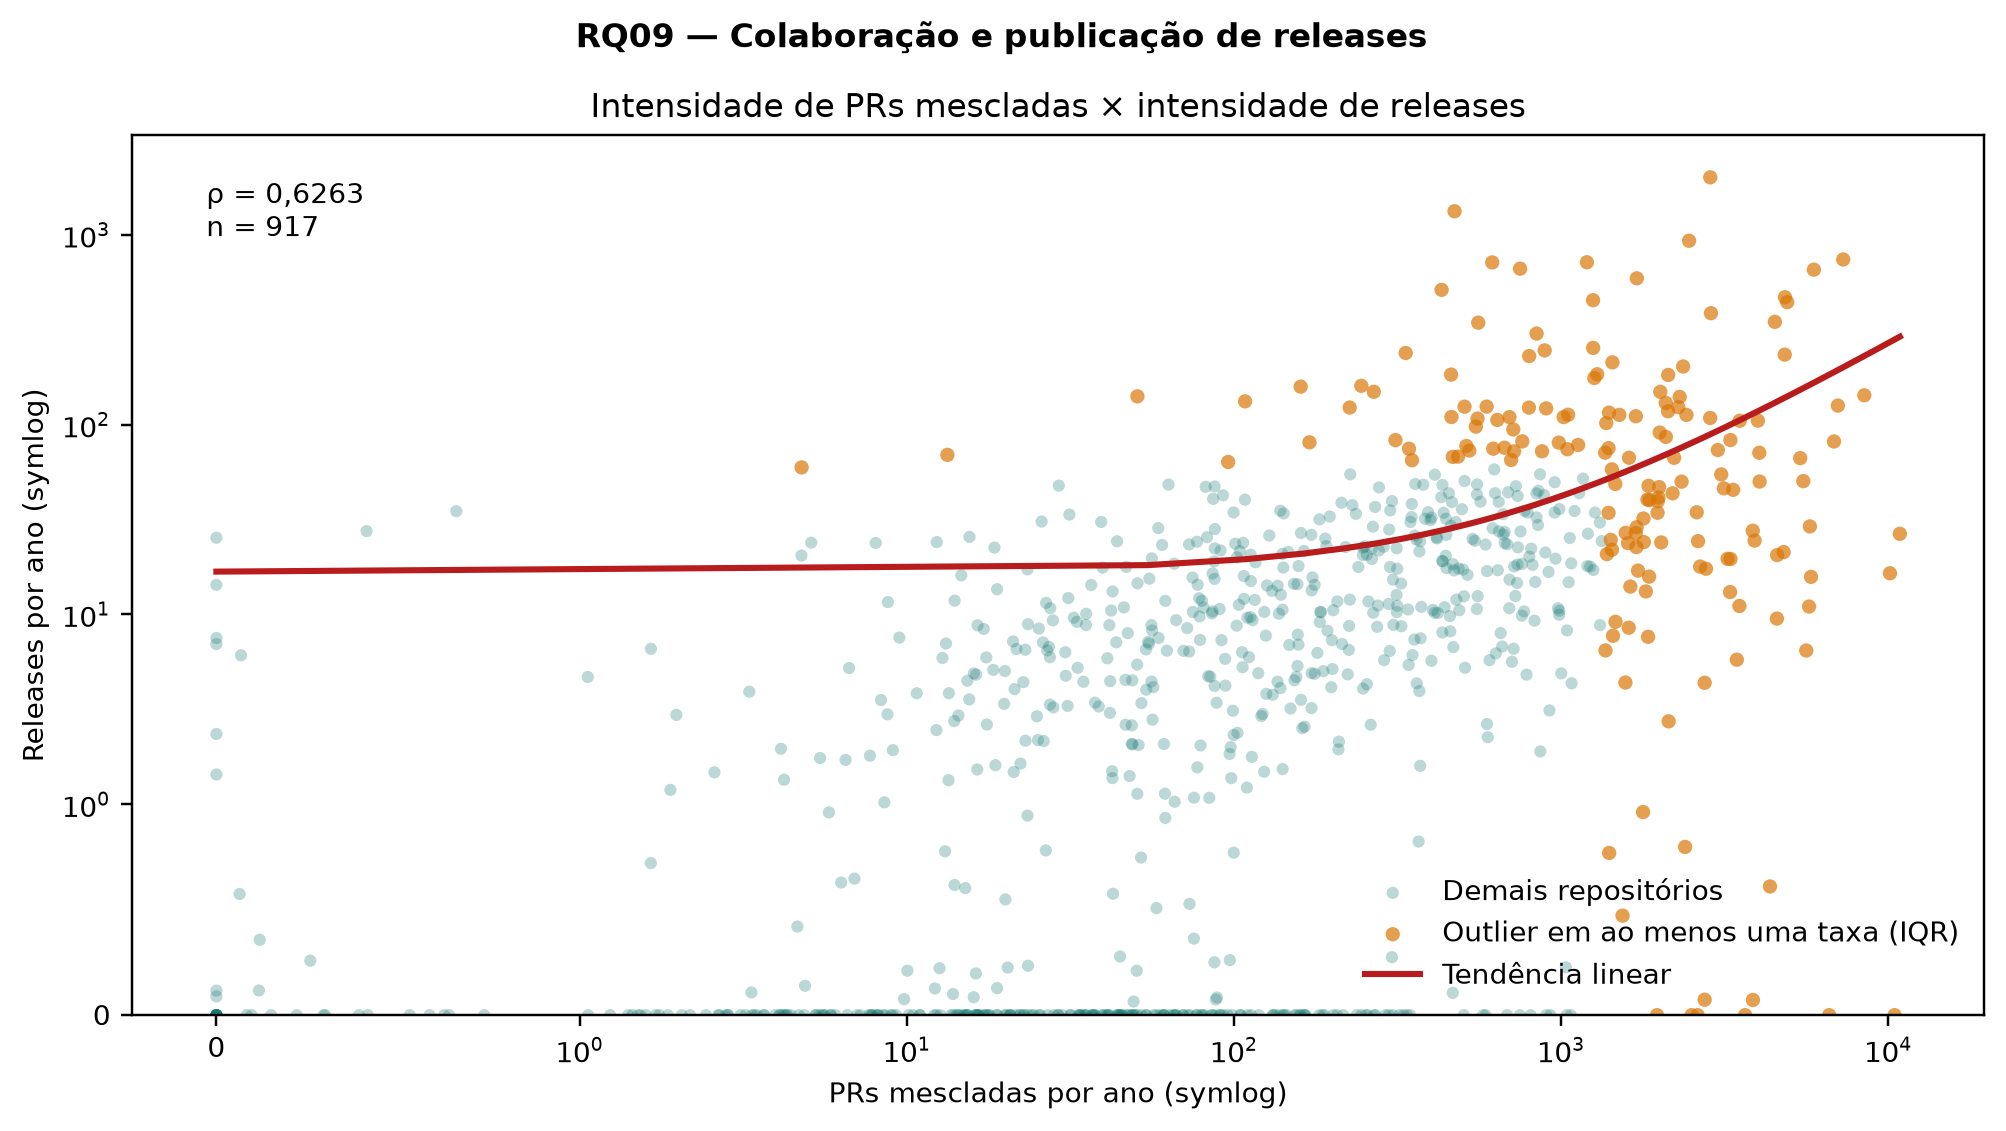 RQ09 — Colaboração e publicação de releases
Intensidade de PRs mescladas × intensidade de releases
ρ = 0,6263
n = 917
Releases por ano (symlog)
10³
10²
10¹
10⁰
0
Demais repositórios
Outlier em ao menos uma taxa (IQR)
Tendência linear
0
10⁰
10¹
10²
10³
10⁴
PRs mescladas por ano (symlog)